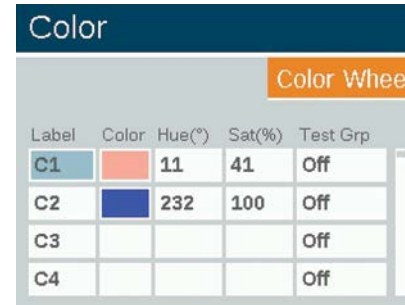 Color
Color Whee
Label Color Hue(°) Sat(%) Test Grp
C1 11 41 Off
C2 232 100 Off
C3 Off
C4 Off